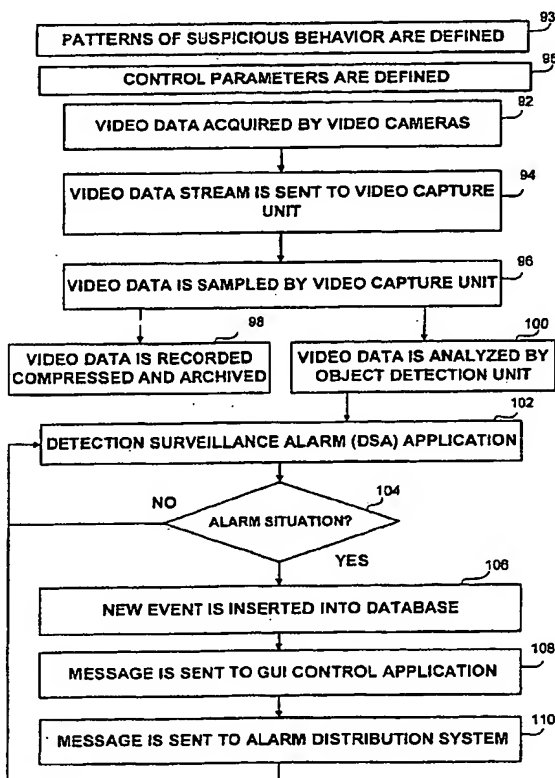 93
PATTERNS OF SUSPICIOUS BEHAVIOR ARE DEFINED
95
CONTROL PARAMETERS ARE DEFINED
92
VIDEO DATA ACQUIRED BY VIDEO CAMERAS
94
VIDEO DATA STREAM IS SENT TO VIDEO CAPTURE
UNIT
96
VIDEO DATA IS SAMPLED BY VIDEO CAPTURE UNIT
98
VIDEO DATA IS RECORDED
COMPRESSED AND ARCHIVED
100
VIDEO DATA IS ANALYZED BY
OBJECT DETECTION UNIT
102
DETECTION SURVEILLANCE ALARM (DSA) APPLICATION
104
NO
ALARM SITUATION?
YES
106
NEW EVENT IS INSERTED INTO DATABASE
108
MESSAGE IS SENT TO GUI CONTROL APPLICATION
110
MESSAGE IS SENT TO ALARM DISTRIBUTION SYSTEM